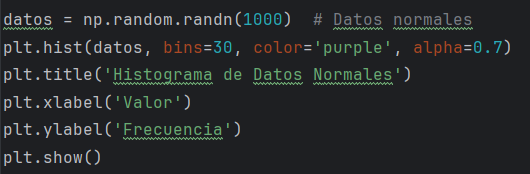 datos = np.random.randn(1000)  # Datos normales
plt.hist(datos, bins=30, color='purple', alpha=0.7)
plt.title('Histograma de Datos Normales')
plt.xlabel('Valor')
plt.ylabel('Frecuencia')
plt.show()